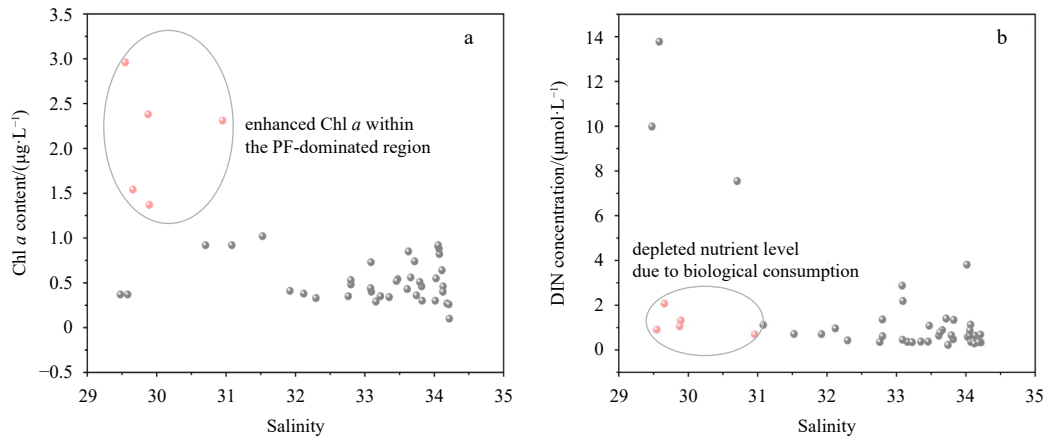 a
3.5
3.0
2.5
2.0
1.5
1.0
0.5
0
−0.5
Chl a content/(μg·L⁻¹)
enhanced Chl a within
the PF-dominated region
29 30 31 32 33 34 35
Salinity
b
14
12
10
8
6
4
2
0
DIN concentration/(μmol·L⁻¹)
depleted nutrient level
due to biological consumption
29 30 31 32 33 34 35
Salinity